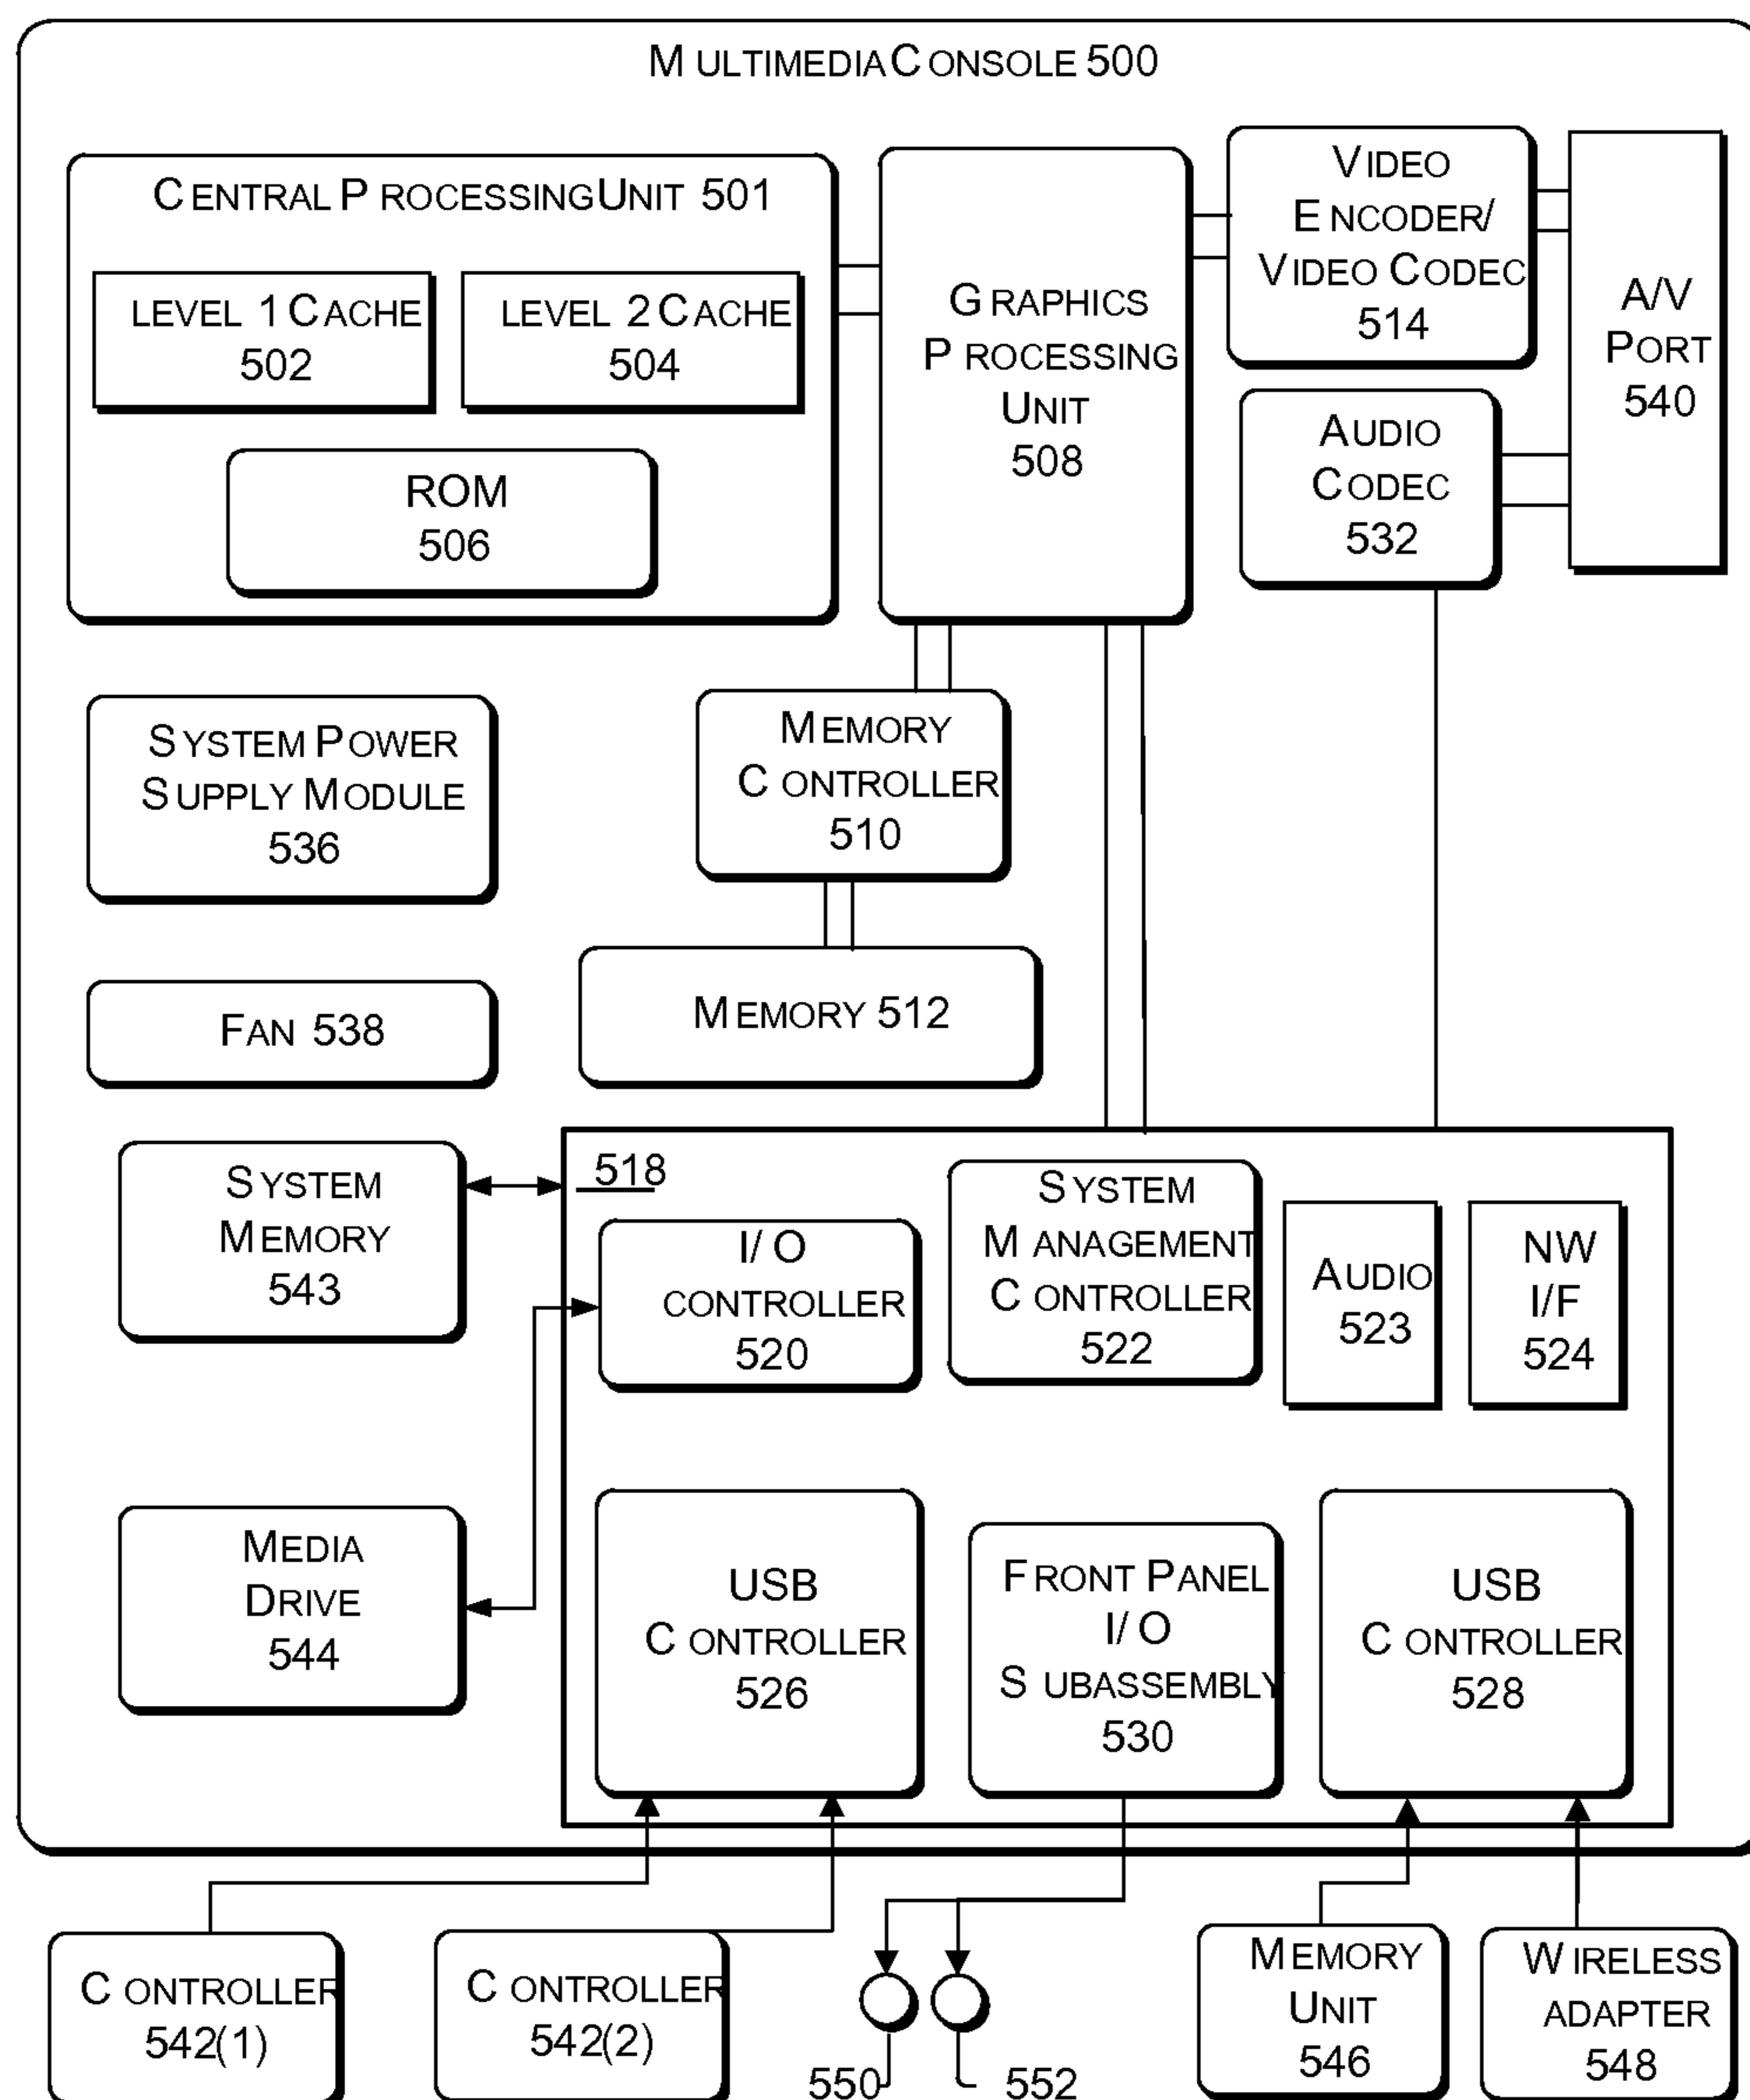 MULTIMEDIA CONSOLE 500
CENTRAL PROCESSING UNIT 501
LEVEL 1 CACHE
502
LEVEL 2 CACHE
504
ROM
506
GRAPHICS
PROCESSING
UNIT
508
VIDEO
ENCODER/
VIDEO CODEC
514
A/V
PORT
540
AUDIO
CODEC
532
SYSTEM POWER
SUPPLY MODULE
536
MEMORY
CONTROLLER
510
FAN 538
MEMORY 512
SYSTEM
MEMORY
543
518
I/O
CONTROLLER
520
SYSTEM
MANAGEMENT
CONTROLLER
522
AUDIO
523
NW
I/F
524
MEDIA
DRIVE
544
USB
CONTROLLER
526
FRONT PANEL
I/O
SUBASSEMBLY
530
USB
CONTROLLER
528
CONTROLLER
542(1)
CONTROLLER
542(2)
550
552
MEMORY
UNIT
546
WIRELESS
ADAPTER
548